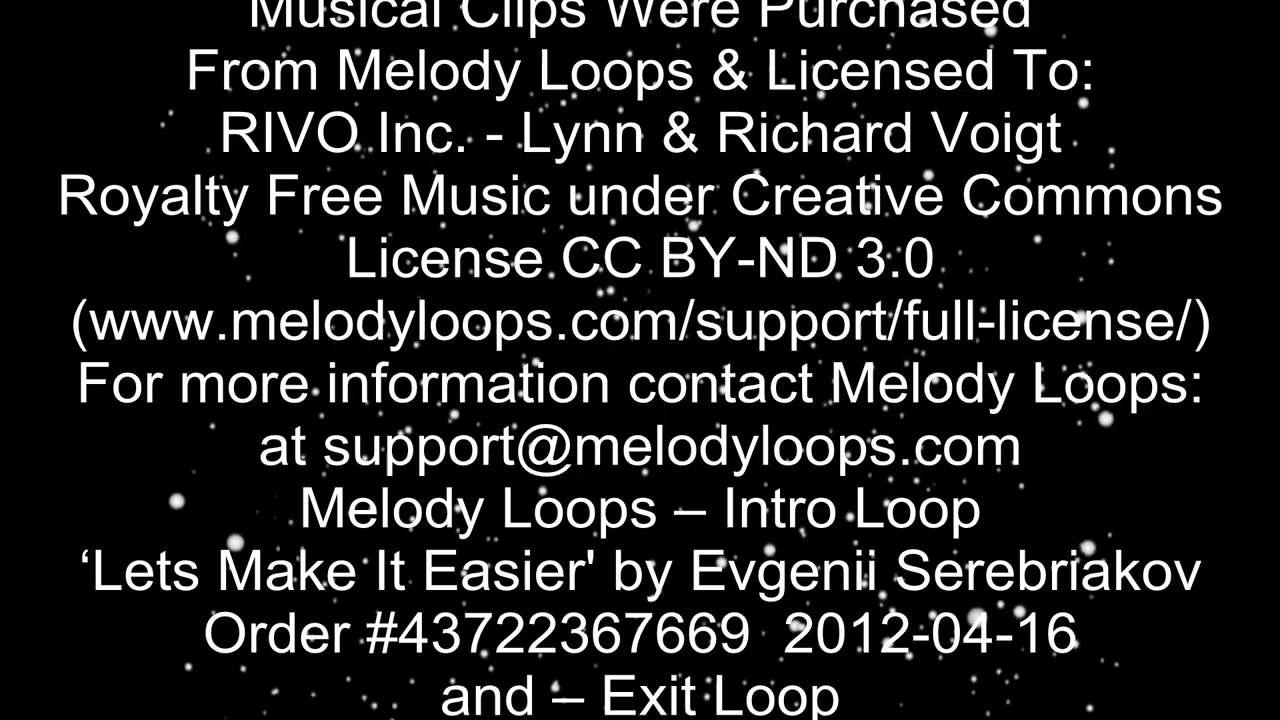 Musical Clips Were Purchased
From Melody Loops & Licensed To:
RIVO Inc. - Lynn & Richard Voigt
Royalty Free Music under Creative Commons
License CC BY-ND 3.0
(www.melodyloops.com/support/full-license/)
For more information contact Melody Loops:
at support@melodyloops.com
Melody Loops – Intro Loop
‘Lets Make It Easier' by Evgenii Serebriakov
Order #43722367669  2012-04-16
and – Exit Loop